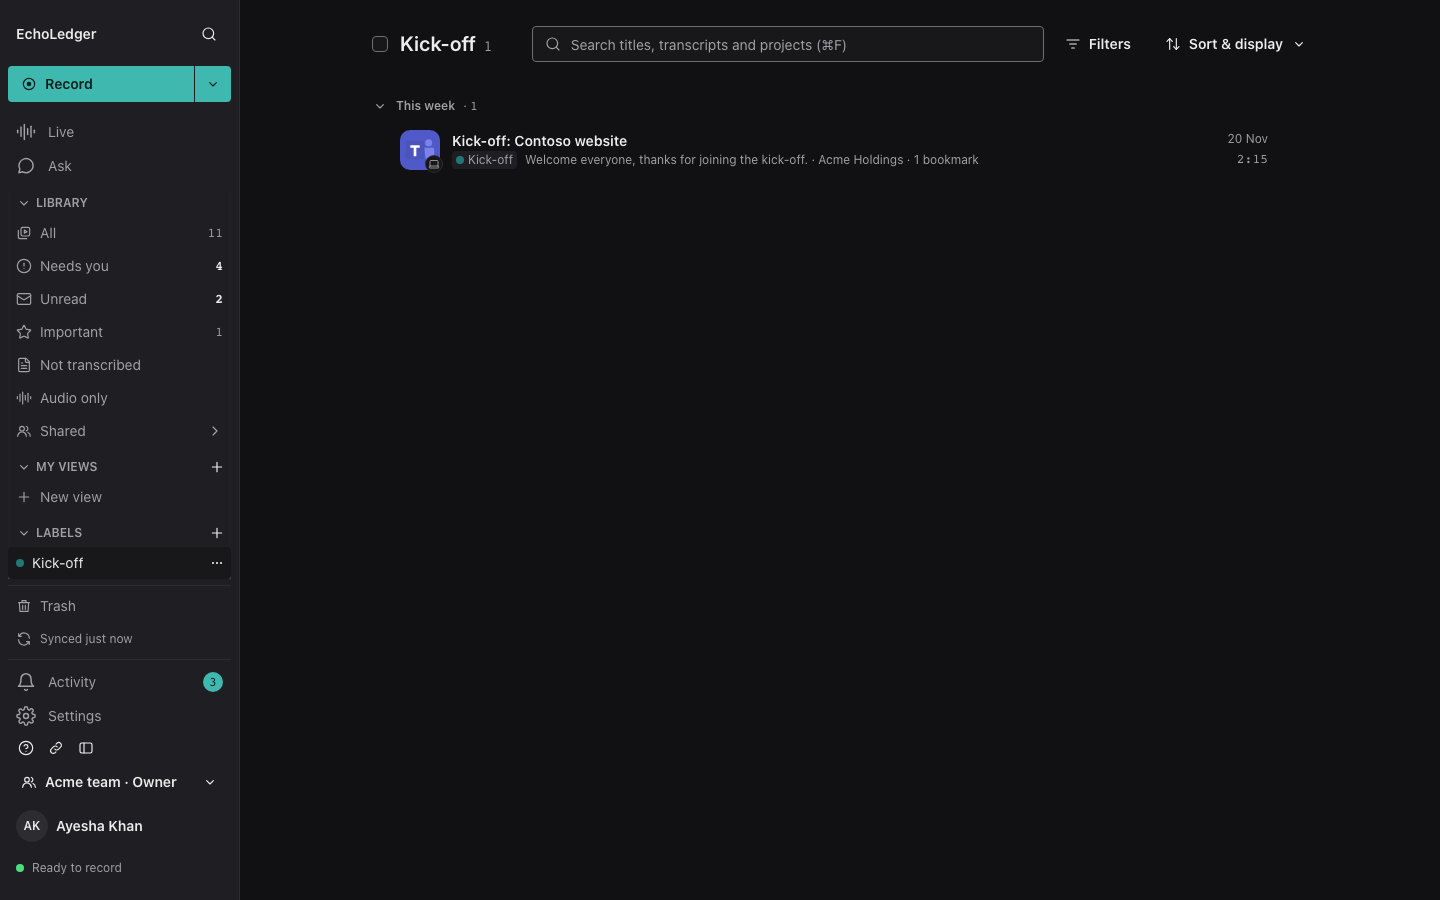 EchoLedger
Record
Live
Ask
LIBRARY
All 11
Needs you 4
Unread 2
Important 1
Not transcribed
Audio only
Shared
MY VIEWS
New view
LABELS
Kick-off
Trash
Synced just now
Activity 3
Settings
Acme team · Owner
AK Ayesha Khan
Ready to record
Kick-off 1
Search titles, transcripts and projects (⌘F)
Filters
Sort & display
This week · 1
T
Kick-off: Contoso website
20 Nov
Kick-off Welcome everyone, thanks for joining the kick-off. · Acme Holdings · 1 bookmark
2:15